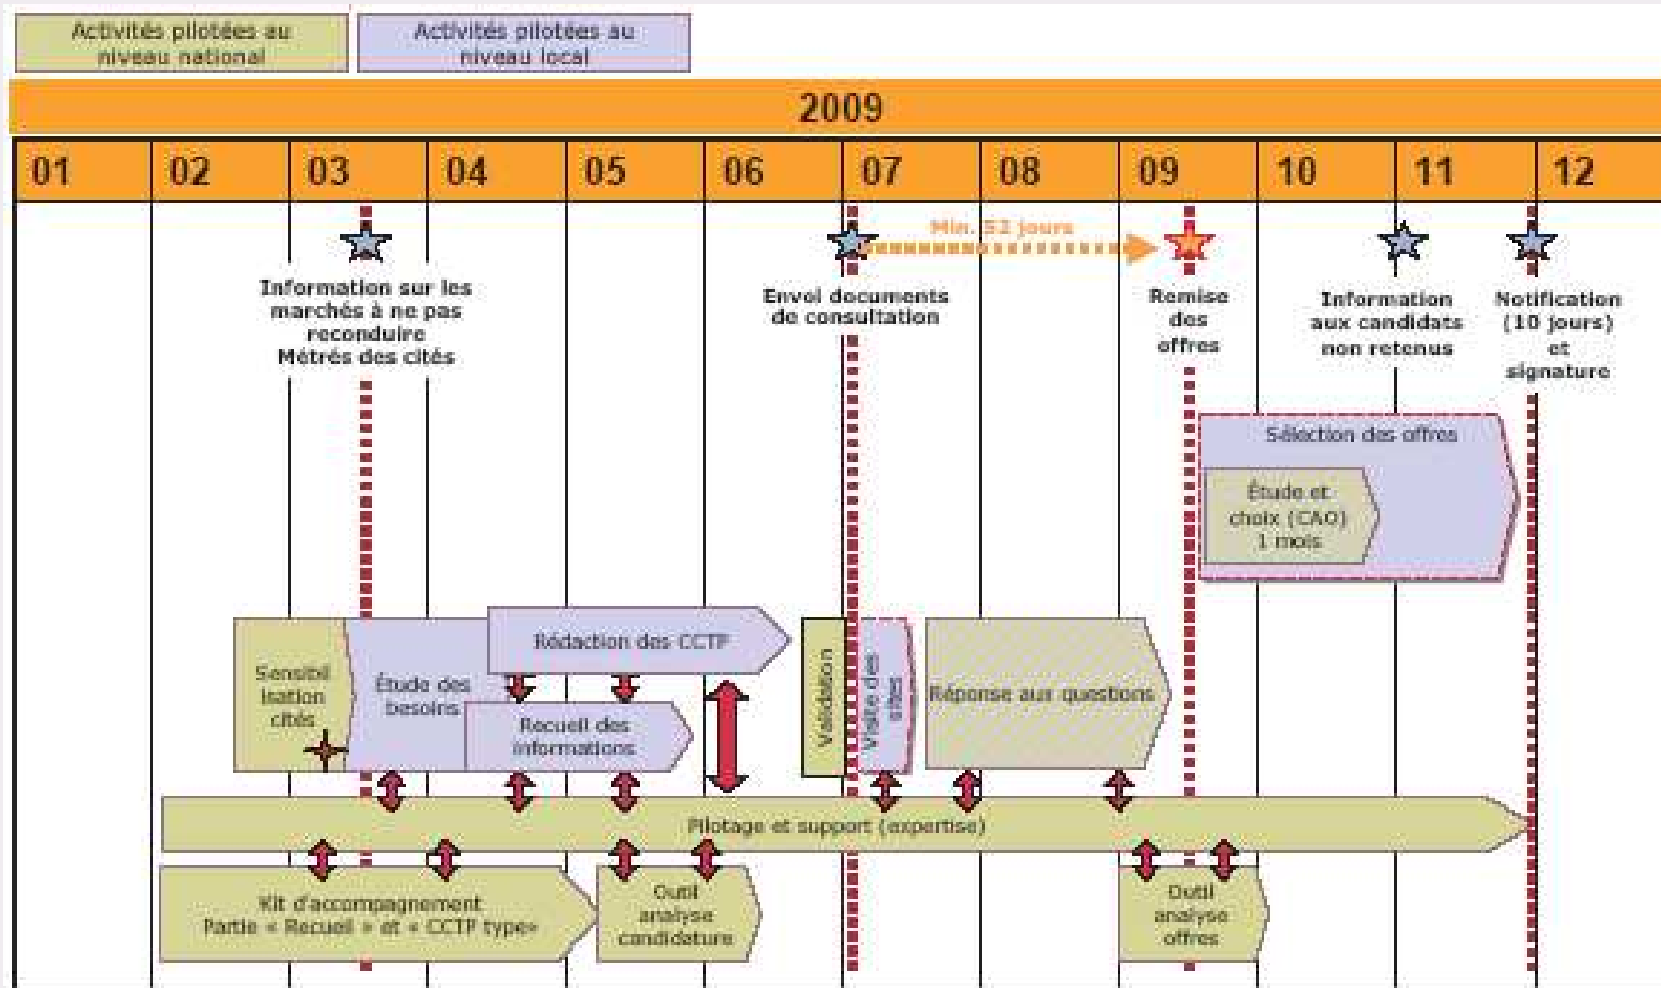 Activités pilotées au
niveau national
Activités pilotées au
niveau local
2009
01 02 03 04 05 06 07 08 09 10 11 12
Min. 52 jours
Information sur les
marchés à ne pas
reconduire
Métrés des cités
Envoi documents
de consultation
Remise
des
offres
Information
aux candidats
non retenus
Notification
(10 jours)
et
signature
Sélection des offres
Étude et
choix (CAO)
1 mois
Rédaction des CCTP
Sensibil
isation
cités
Étude des
besoins
Recueil des
informations
Validation
Visite des
sites
Réponse aux questions
Pilotage et support (expertise)
Kit d'accompagnement
Partie « Recueil » et « CCTP type»
Outil
analyse
candidature
Outil
analyse
offres